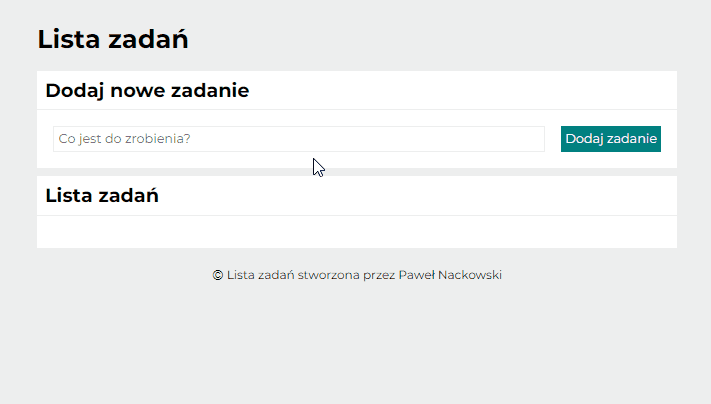 Lista zadań
Dodaj nowe zadanie
Co jest do zrobienia?
Dodaj zadanie
Lista zadań
© Lista zadań stworzona przez Paweł Nackowski